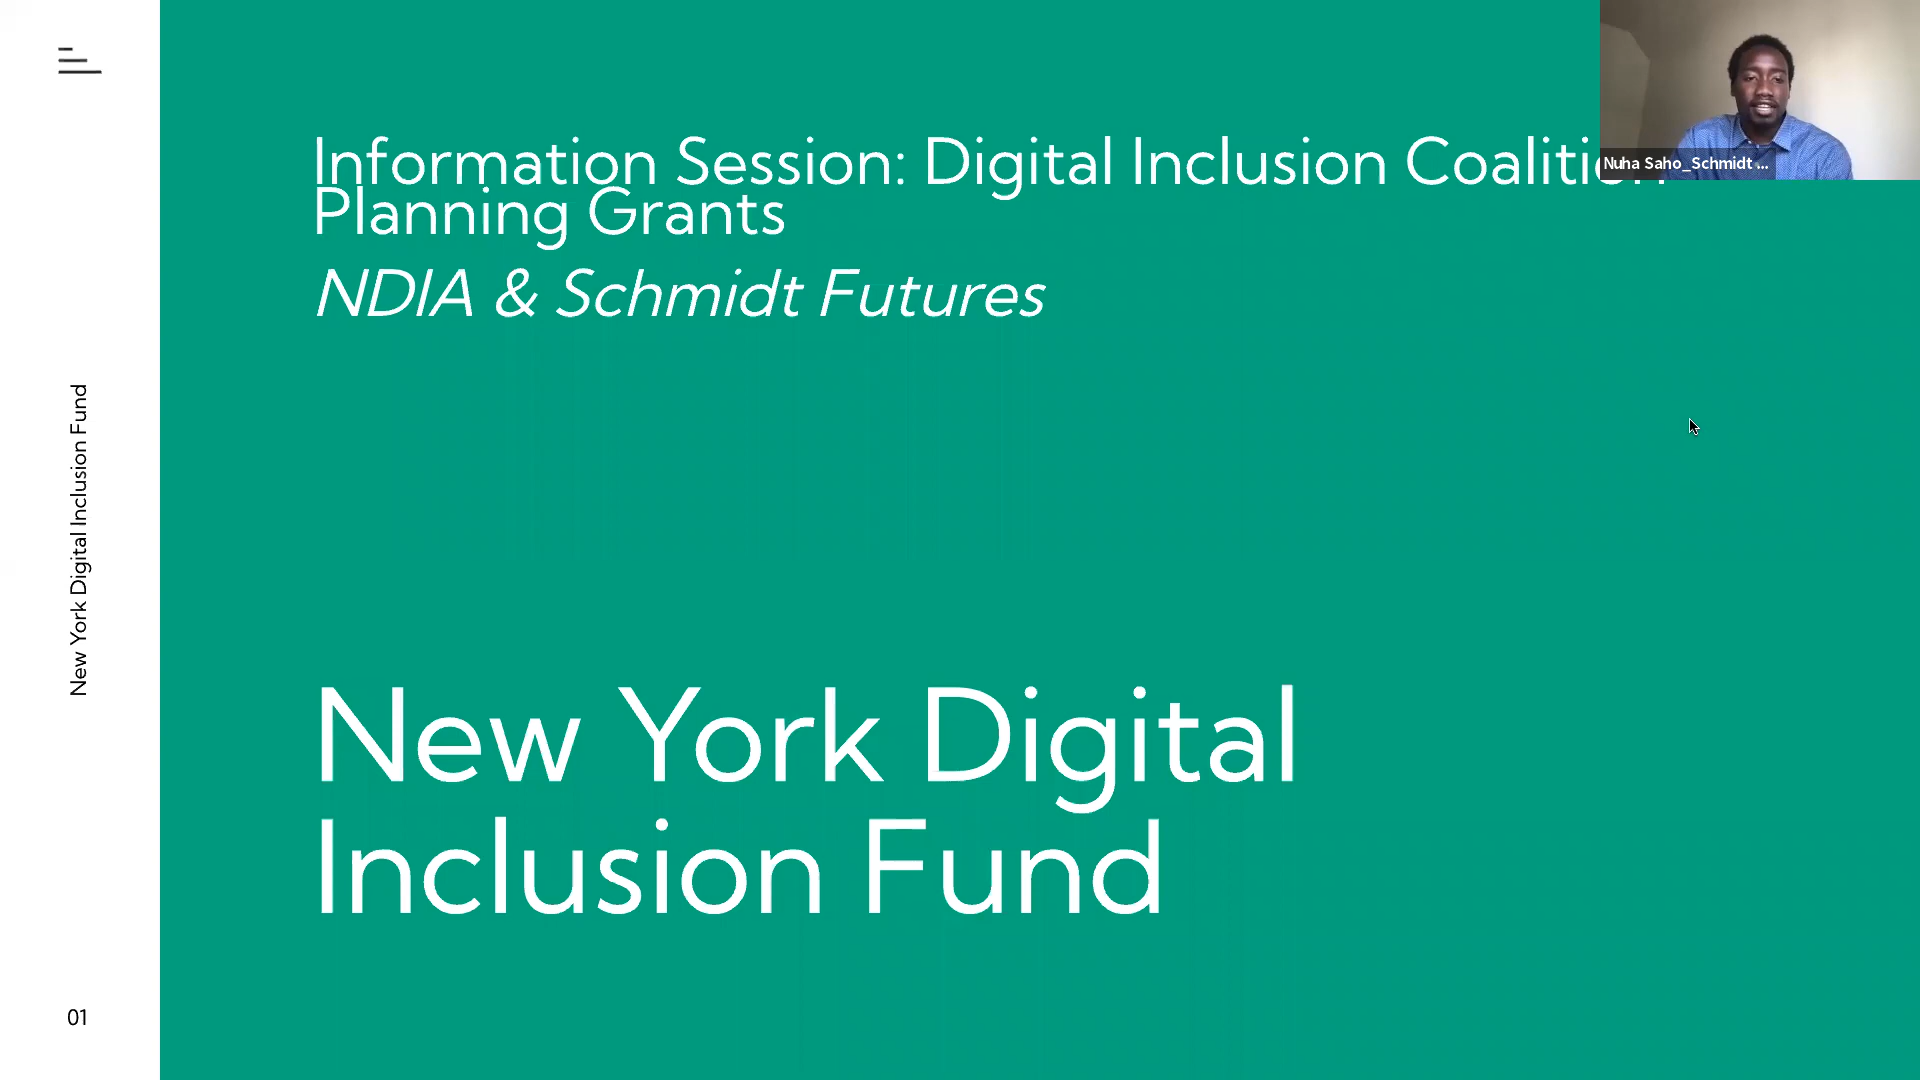 Information Session: Digital Inclusion Coalition
Planning Grants
NDIA & Schmidt Futures
Nuha Saho_Schmidt ...
New York Digital Inclusion Fund
New York Digital
Inclusion Fund
01